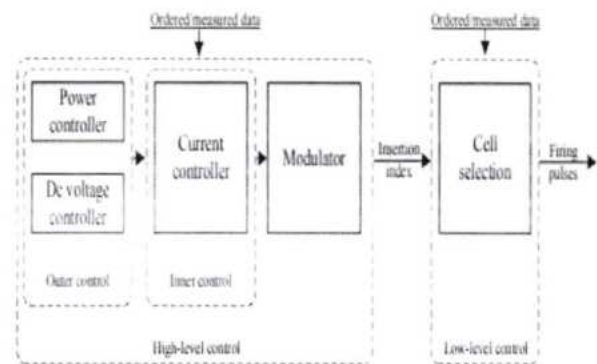 Ordered/measured data
Ordered/measured data
Power
controller
Current
controller
Modulator
Insertion
index
Cell
selection
Firing
pulses
Dc voltage
controller
Outer control
Inner control
High-level control
Low-level control